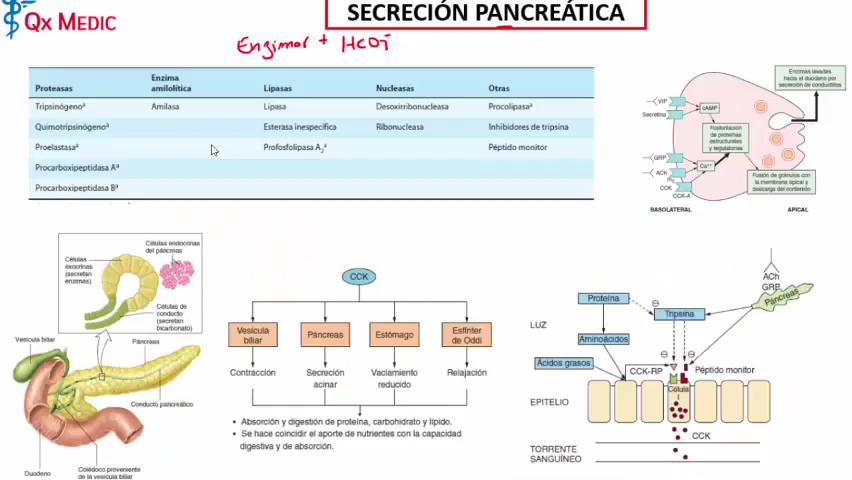 SECRECIÓN PANCREÁTICA
Qx MEDIC
Enzimas + HCO3-
Proteasas
Enzima amilolítica
Lipasas
Nucleasas
Otras
Tripsinógenoᵃ
Amilasa
Lipasa
Desoxirribonucleasa
Procolipasaᵃ
Quimotripsinógenoᵃ
Esterasa inespecífica
Ribonucleasa
Inhibidores de tripsina
Proelastasaᵃ
Profosfolipasa A₂ᵃ
Péptido monitor
Procarboxipeptidasa Aᵃ
Procarboxipeptidasa Bᵃ
Enzimas lavadas
hacia el duodeno por
secreción de conductillos
VIP
Secretina
cAMP
Fosforilación
de proteínas
estructurales
y reguladoras
GRP
ACh
m₃
CCK
CCK-A
Ca⁺⁺
Fusión de gránulos con
la membrana apical y
descarga del contenido
BASOLATERAL
APICAL
Células
exocrinas
(secretan
enzimas)
Células endocrinas
del páncreas
Células de
conducto
(secretan
bicarbonato)
Vesícula biliar
Páncreas
Conducto pancreático
Duodeno
Colédoco proveniente
de la vesícula biliar
CCK
Vesícula
biliar
Páncreas
Estómago
Esfínter
de Oddi
Contracción
Secreción
acinar
Vaciamiento
reducido
Relajación
• Absorción y digestión de proteína, carbohidrato y lípido.
• Se hace coincidir el aporte de nutrientes con la capacidad
digestiva y de absorción.
ACh
GRP
Páncreas
Proteína
Tripsina
LUZ
Aminoácidos
Ácidos grasos
CCK-RP
Péptido monitor
Célula
I
EPITELIO
CCK
TORRENTE
SANGUÍNEO